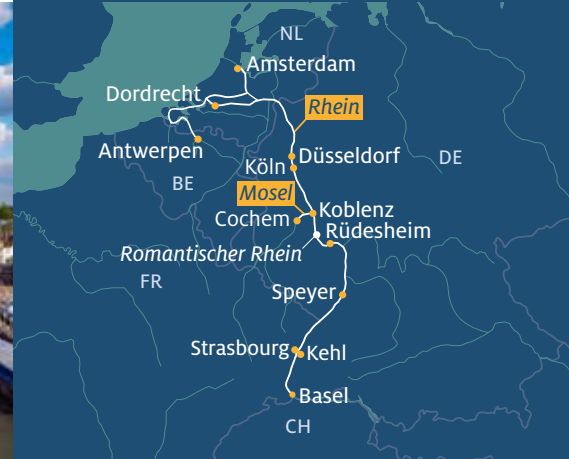 NL
Amsterdam
Dordrecht
Rhein
Antwerpen
Düsseldorf
DE
Köln
BE
Mosel
Koblenz
Cochem
Rüdesheim
Romantischer Rhein
FR
Speyer
Strasbourg
Kehl
Basel
CH